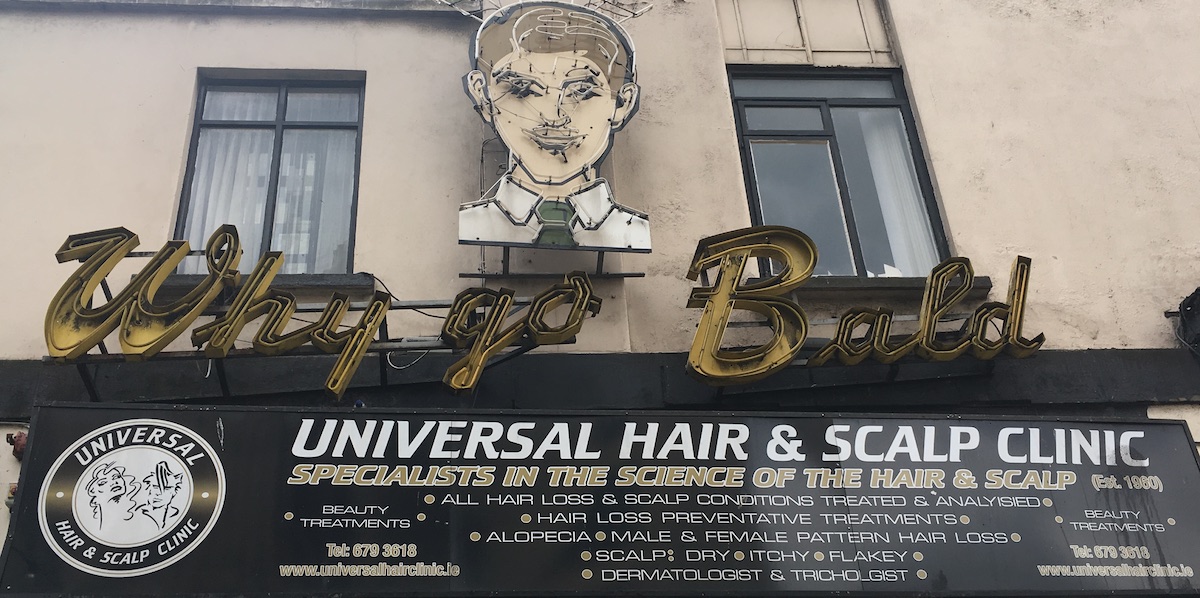 Why go Bald
UNIVERSAL
HAIR & SCALP CLINIC
UNIVERSAL HAIR & SCALP CLINIC
SPECIALISTS IN THE SCIENCE OF THE HAIR & SCALP (Est. 1960)
• ALL HAIR LOSS & SCALP CONDITIONS TREATED & ANALYISIED •
• HAIR LOSS PREVENTATIVE TREATMENTS •
• ALOPECIA • MALE & FEMALE PATTERN HAIR LOSS •
• SCALP: DRY • ITCHY • FLAKEY •
• DERMATOLOGIST & TRICHOLGIST •
• BEAUTY •
TREATMENTS
Tel: 679 3618
www.universalhairclinic.ie
• BEAUTY •
TREATMENTS
Tel: 679 3618
www.universalhairclinic.ie